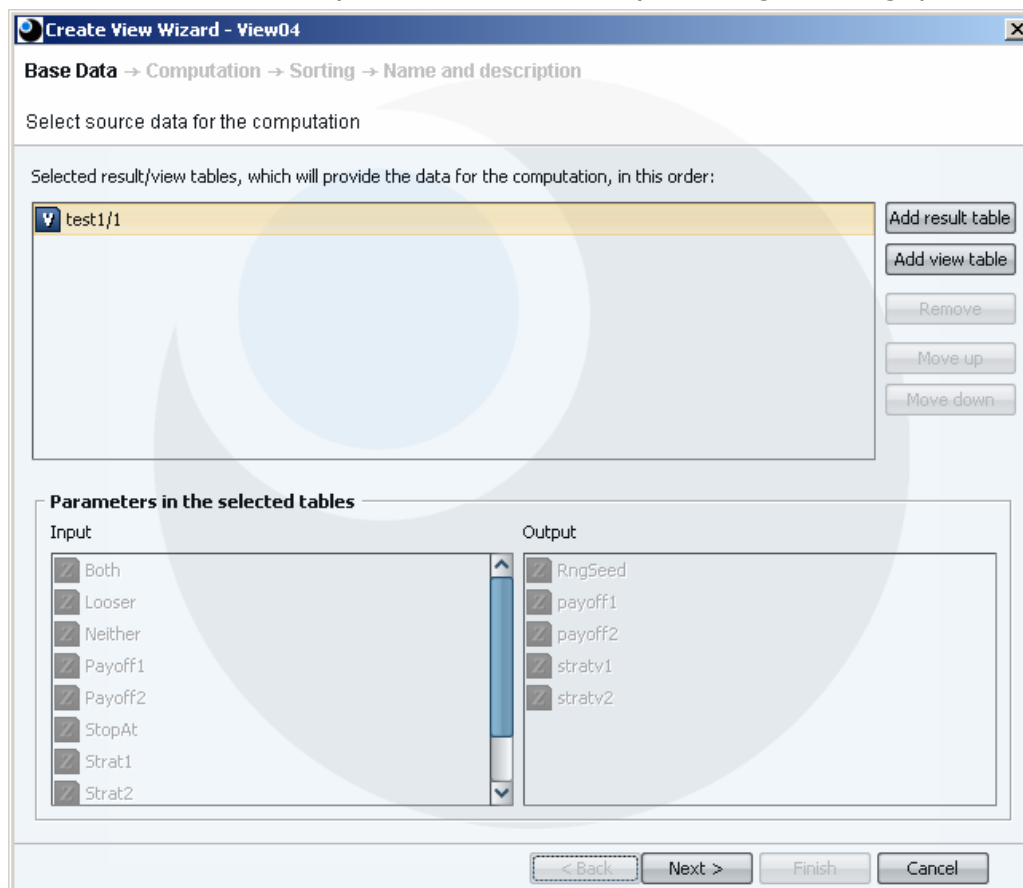 Create View Wizard - View04
Base Data → Computation → Sorting → Name and description
Select source data for the computation
Selected result/view tables, which will provide the data for the computation, in this order:
V test1/1
Add result table
Add view table
Remove
Move up
Move down
Parameters in the selected tables
Input
Output
Z Both
Z Looser
Z Neither
Z Payoff1
Z Payoff2
Z StopAt
Z Strat1
Z Strat2
Z RngSeed
Z payoff1
Z payoff2
Z stratv1
Z stratv2
< Back
Next >
Finish
Cancel